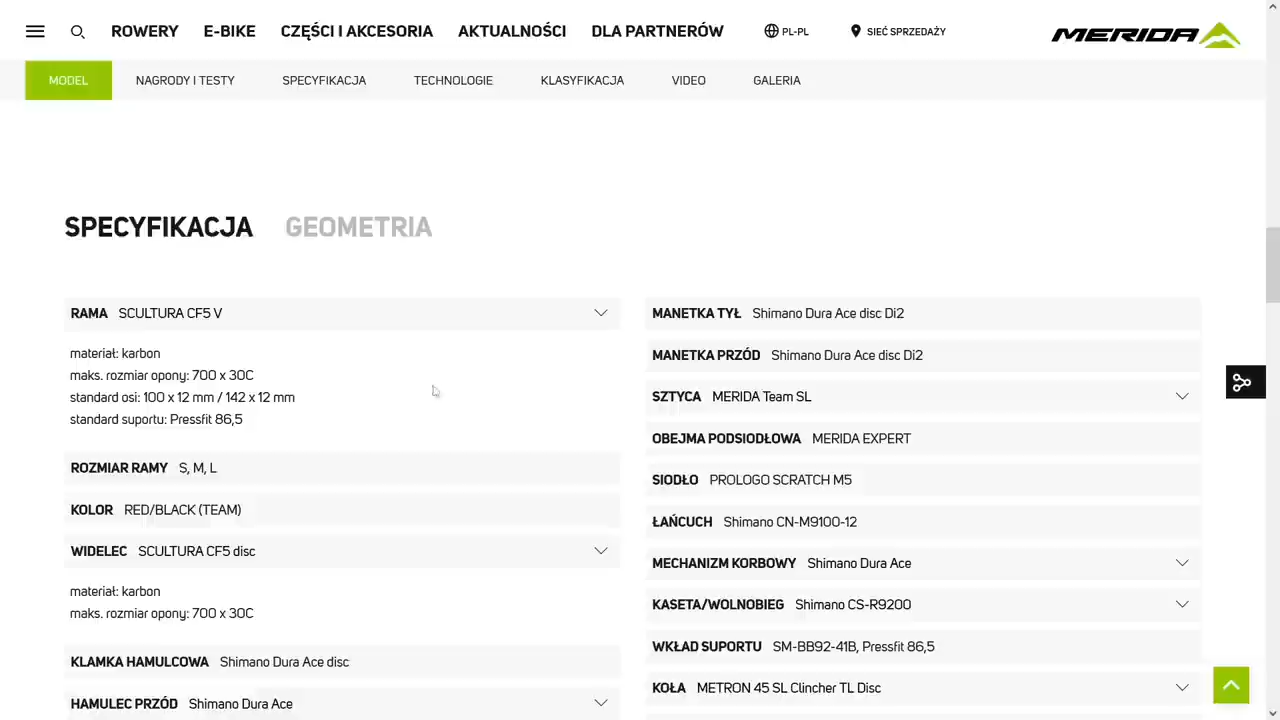 ROWERY E-BIKE CZĘŚCI I AKCESORIA AKTUALNOŚCI DLA PARTNERÓW PL-PL SIEĆ SPRZEDAŻY MERIDA
MODEL NAGRODY I TESTY SPECYFIKACJA TECHNOLOGIE KLASYFIKACJA VIDEO GALERIA
SPECYFIKACJA GEOMETRIA
RAMA SCULTURA CF5 V
materiał: karbon
maks. rozmiar opony: 700 x 30C
standard osi: 100 x 12 mm / 142 x 12 mm
standard suportu: Pressfit 86,5
ROZMIAR RAMY S, M, L
KOLOR RED/BLACK (TEAM)
WIDELEC SCULTURA CF5 disc
materiał: karbon
maks. rozmiar opony: 700 x 30C
KLAMKA HAMULCOWA Shimano Dura Ace disc
HAMULEC PRZÓD Shimano Dura Ace
MANETKA TYŁ Shimano Dura Ace disc Di2
MANETKA PRZÓD Shimano Dura Ace disc Di2
SZTYCA MERIDA Team SL
OBEJMA PODSIODŁOWA MERIDA EXPERT
SIODŁO PROLOGO SCRATCH M5
ŁAŃCUCH Shimano CN-M9100-12
MECHANIZM KORBOWY Shimano Dura Ace
KASETA/WOLNOBIEG Shimano CS-R9200
WKŁAD SUPORTU SM-BB92-41B, Pressfit 86,5
KOŁA METRON 45 SL Clincher TL Disc